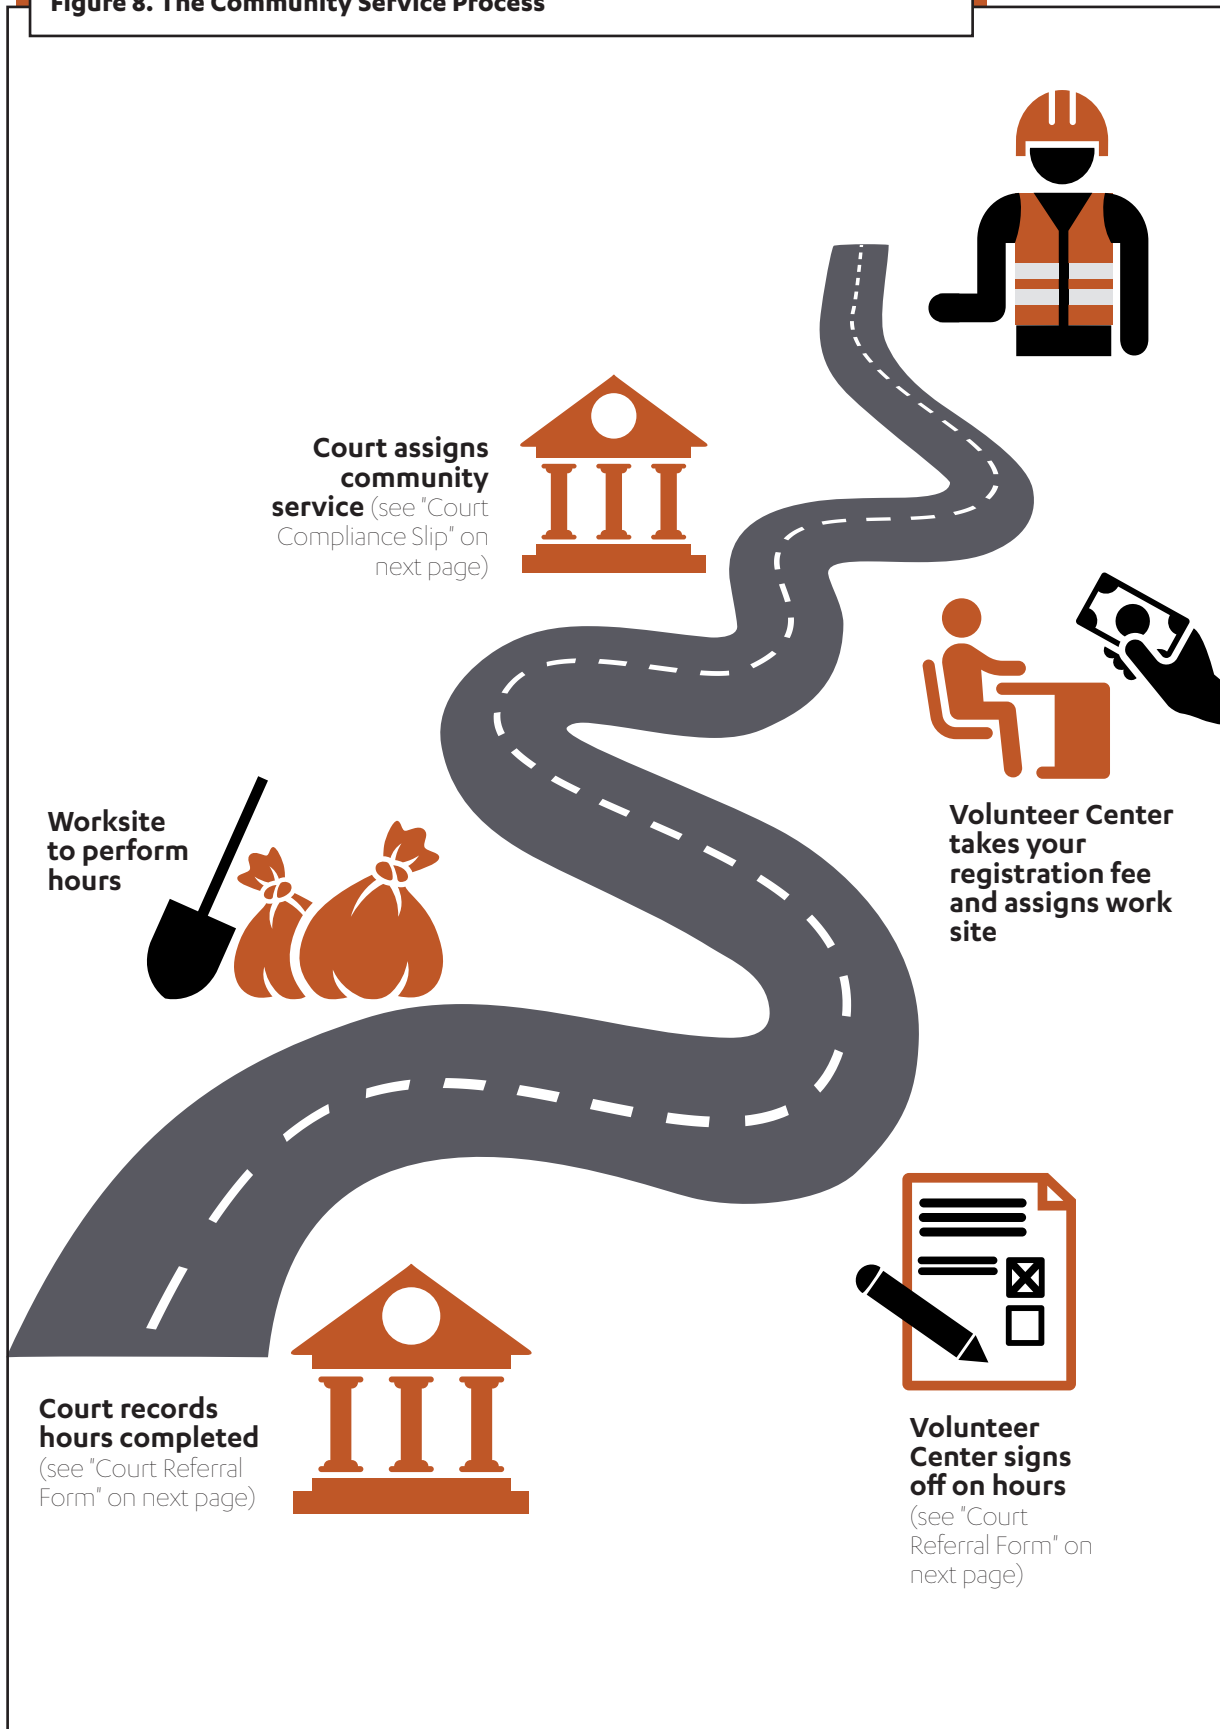 Figure 8. The Community Service Process
Court assigns
community
service (see "Court
Compliance Slip" on
next page)
Volunteer Center
takes your
registration fee
and assigns work
site
Worksite
to perform
hours
Volunteer
Center signs
off on hours
(see "Court
Referral Form" on
next page)
Court records
hours completed
(see "Court Referral
Form" on next page)